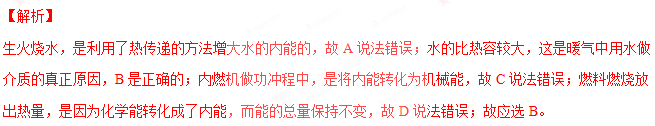 【解析】
生火烧水，是利用了热传递的方法增大水的内能的，故 A 说法错误；水的比热容较大，这是暖气中用水做
介质的真正原因，B 是正确的；内燃机做功冲程中，是将内能转化为机械能，故 C 说法错误；燃料燃烧放
出热量，是因为化学能转化成了内能，而能的总量保持不变，故 D 说法错误；故应选 B。